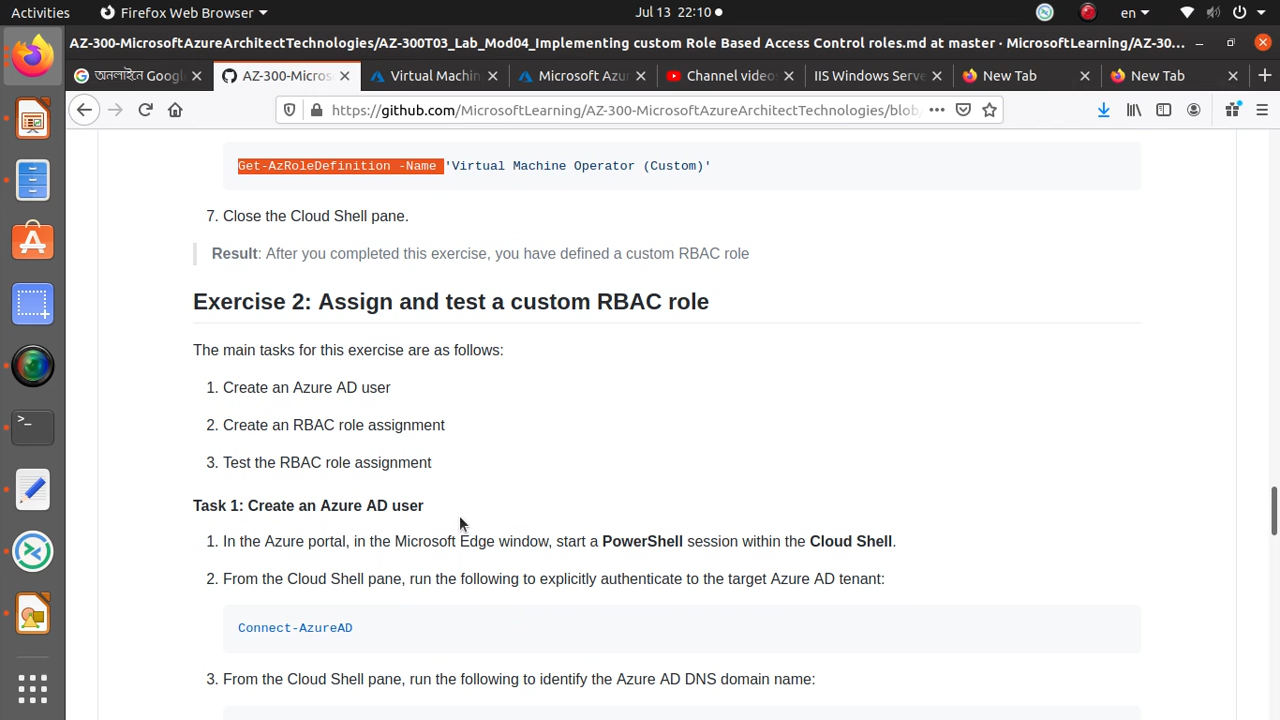 Activities
Firefox Web Browser
Jul 13 22:10
en
AZ-300-MicrosoftAzureArchitectTechnologies/AZ-300T03_Lab_Mod04_Implementing custom Role Based Access Control roles.md at master · MicrosoftLearning/AZ-30...
অনলাইনে Googl
AZ-300-Micros
Virtual Machin
Microsoft Azu
Channel video
IIS Windows Serve
New Tab
New Tab
https://github.com/MicrosoftLearning/AZ-300-MicrosoftAzureArchitectTechnologies/blob
Get-AzRoleDefinition -Name 'Virtual Machine Operator (Custom)'
7. Close the Cloud Shell pane.
Result: After you completed this exercise, you have defined a custom RBAC role
Exercise 2: Assign and test a custom RBAC role
The main tasks for this exercise are as follows:
1. Create an Azure AD user
2. Create an RBAC role assignment
3. Test the RBAC role assignment
Task 1: Create an Azure AD user
1. In the Azure portal, in the Microsoft Edge window, start a PowerShell session within the Cloud Shell.
2. From the Cloud Shell pane, run the following to explicitly authenticate to the target Azure AD tenant:
Connect-AzureAD
3. From the Cloud Shell pane, run the following to identify the Azure AD DNS domain name: